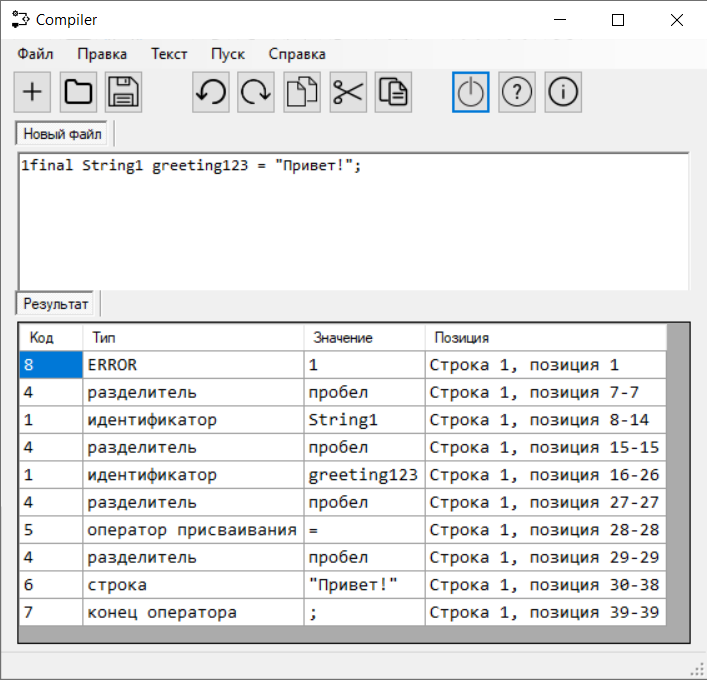 Compiler
Файл Правка Текст Пуск Справка
Новый файл
1final String1 greeting123 = "Привет!";
Результат
Код Тип Значение Позиция
8 ERROR 1 Строка 1, позиция 1
4 разделитель пробел Строка 1, позиция 7-7
1 идентификатор String1 Строка 1, позиция 8-14
4 разделитель пробел Строка 1, позиция 15-15
1 идентификатор greeting123 Строка 1, позиция 16-26
4 разделитель пробел Строка 1, позиция 27-27
5 оператор присваивания = Строка 1, позиция 28-28
4 разделитель пробел Строка 1, позиция 29-29
6 строка "Привет!" Строка 1, позиция 30-38
7 конец оператора ; Строка 1, позиция 39-39